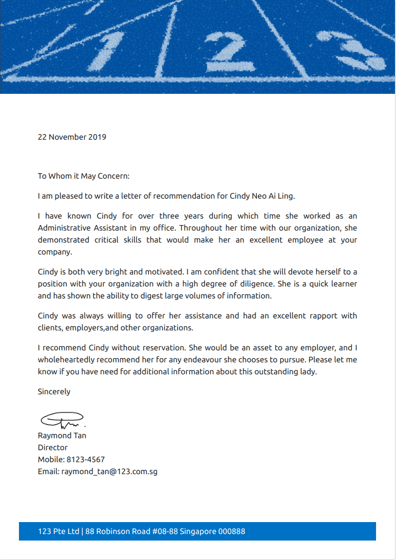 1 2 3
22 November 2019
To Whom it May Concern:
I am pleased to write a letter of recommendation for Cindy Neo Ai Ling.
I have known Cindy for over three years during which time she worked as an
Administrative Assistant in my office. Throughout her time with our organization, she
demonstrated critical skills that would make her an excellent employee at your
company.
Cindy is both very bright and motivated. I am confident that she will devote herself to a
position with your organization with a high degree of diligence. She is a quick learner
and has shown the ability to digest large volumes of information.
Cindy was always willing to offer her assistance and had an excellent rapport with
clients, employers,and other organizations.
I recommend Cindy without reservation. She would be an asset to any employer, and I
wholeheartedly recommend her for any endeavour she chooses to pursue. Please let me
know if you have need for additional information about this outstanding lady.
Sincerely
Raymond Tan
Director
Mobile: 8123-4567
Email: raymond_tan@123.com.sg
123 Pte Ltd | 88 Robinson Road #08-88 Singapore 000888